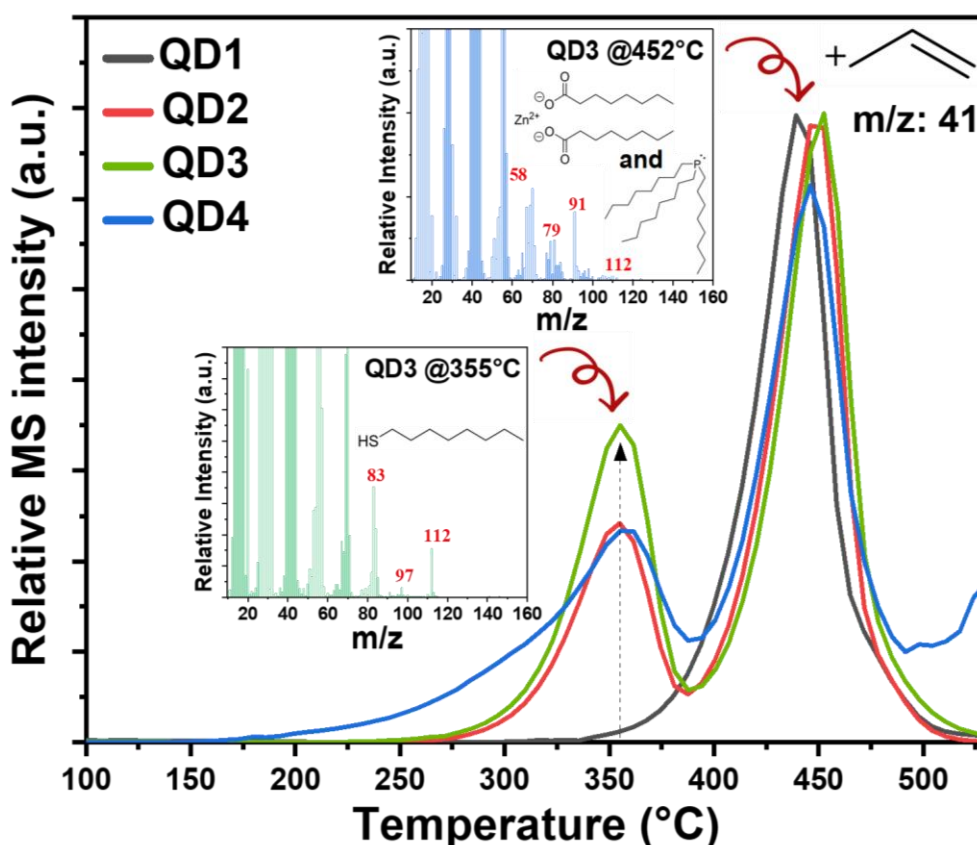 QD1
QD2
QD3
QD4
QD3 @452°C
Relative Intensity (a.u.)
O
⊖O
Zn²⁺
⊖O
O
and
P
58
79
91
112
20 40 60 80 100 120 140 160
m/z
+
m/z: 41
QD3 @355°C
Relative Intensity (a.u.)
HS
83
97
112
20 40 60 80 100 120 140 160
m/z
Relative MS intensity (a.u.)
100 150 200 250 300 350 400 450 500
Temperature (°C)